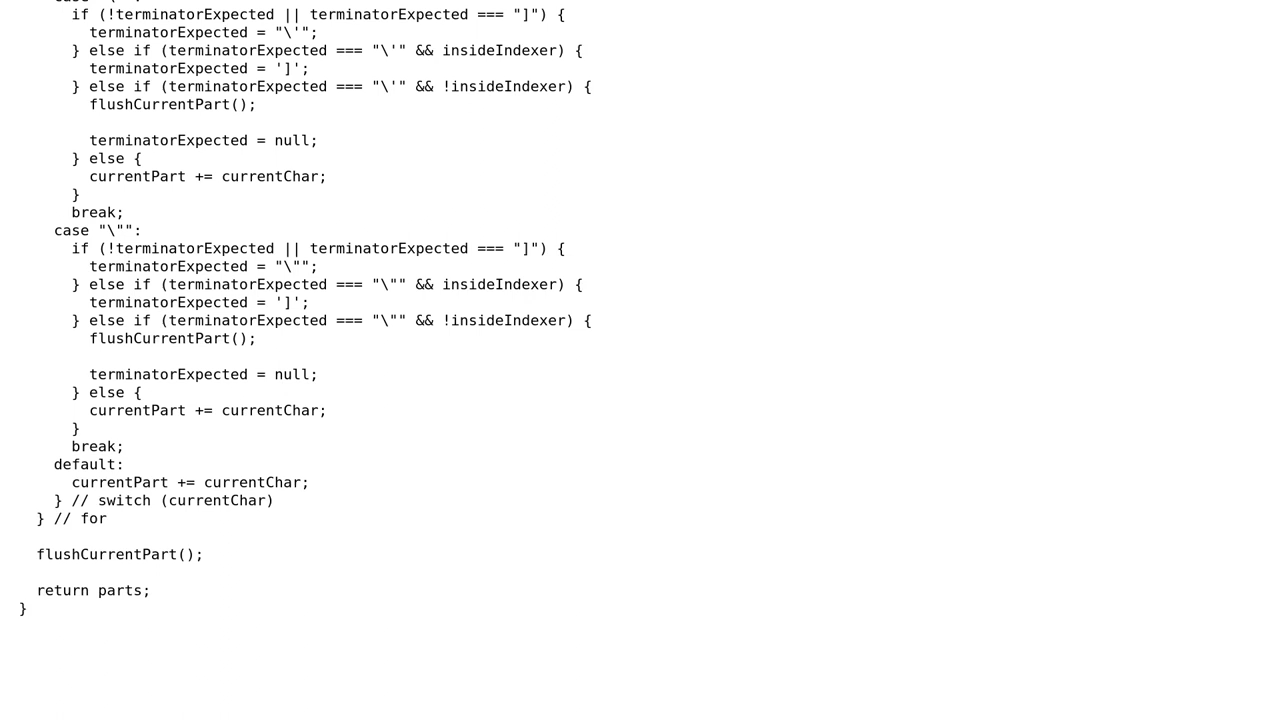 if (!terminatorExpected || terminatorExpected === "]") {
terminatorExpected = "\'";
} else if (terminatorExpected === "\'" && insideIndexer) {
terminatorExpected = ']';
} else if (terminatorExpected === "\'" && !insideIndexer) {
flushCurrentPart();
terminatorExpected = null;
} else {
currentPart += currentChar;
}
break;
case "\"":
if (!terminatorExpected || terminatorExpected === "]") {
terminatorExpected = "\"";
} else if (terminatorExpected === "\"" && insideIndexer) {
terminatorExpected = ']';
} else if (terminatorExpected === "\"" && !insideIndexer) {
flushCurrentPart();
terminatorExpected = null;
} else {
currentPart += currentChar;
}
break;
default:
currentPart += currentChar;
} // switch (currentChar)
} // for
flushCurrentPart();
return parts;
}